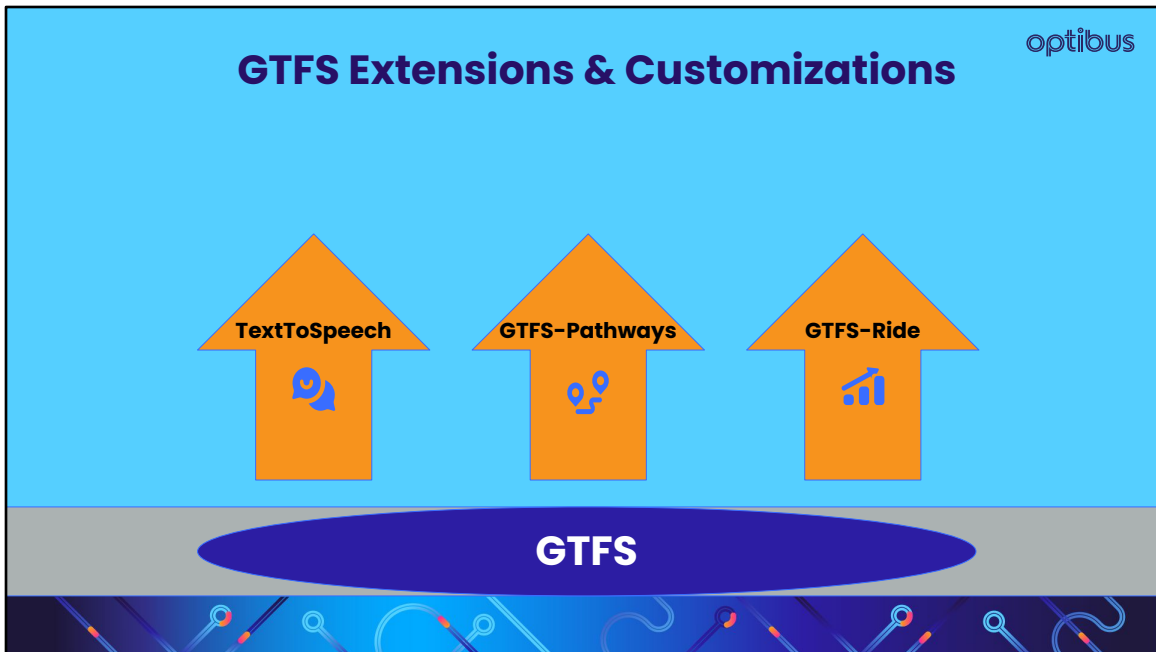 optibus
GTFS Extensions & Customizations
TextToSpeech
GTFS-Pathways
GTFS-Ride
GTFS